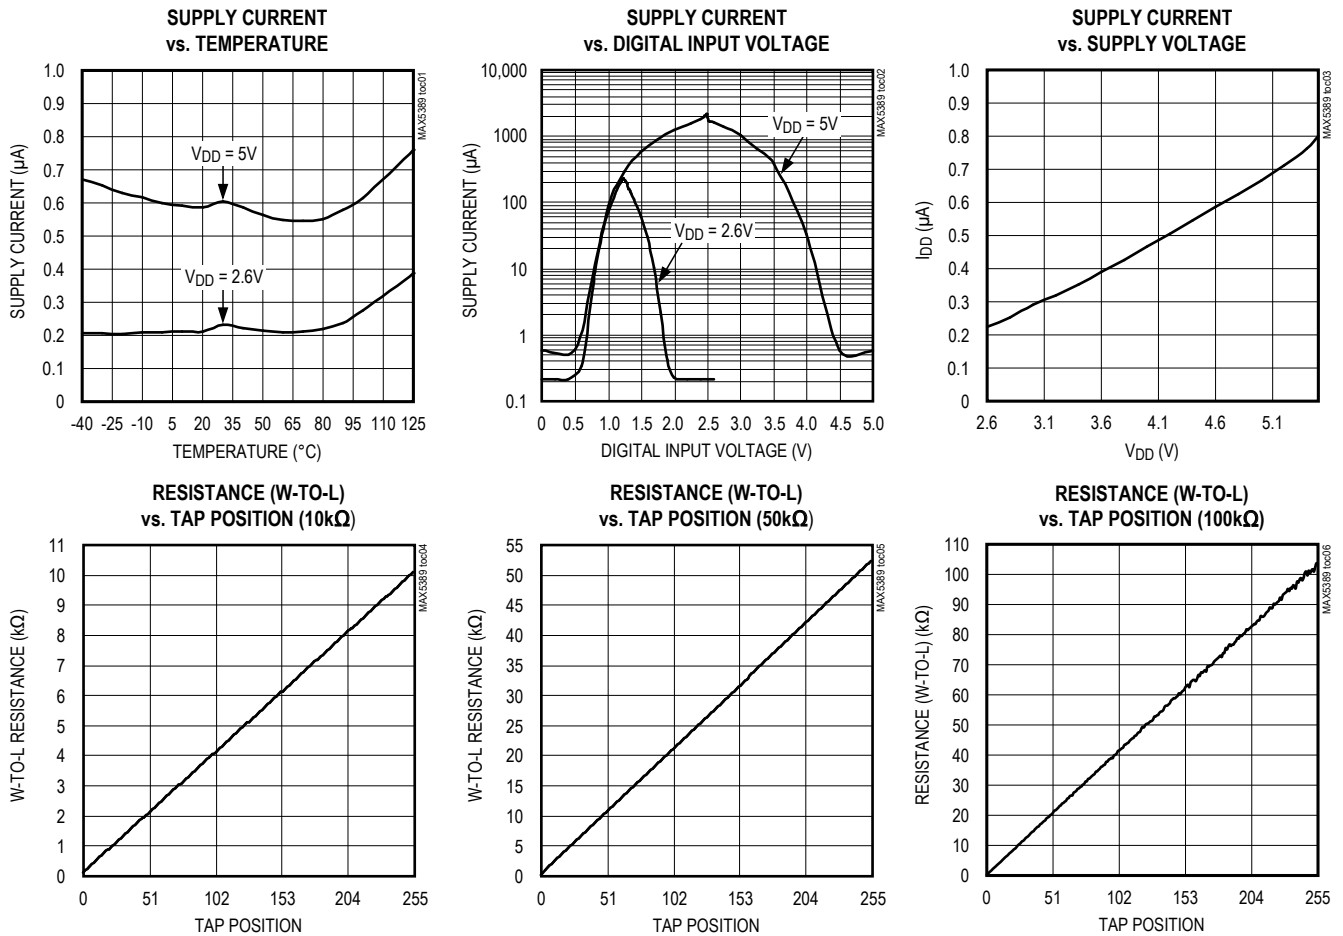 SUPPLY CURRENT
vs. TEMPERATURE
1.0
0.9
0.8
0.7
0.6
0.5
0.4
0.3
0.2
0.1
0
SUPPLY CURRENT (µA)
VDD = 5V
VDD = 2.6V
MAX5389 toc01
-40 -25 -10 5 20 35 50 65 80 95 110 125
TEMPERATURE (°C)
SUPPLY CURRENT
vs. DIGITAL INPUT VOLTAGE
10,000
1000
100
10
1
0.1
SUPPLY CURRENT (µA)
VDD = 5V
VDD = 2.6V
MAX5389 toc02
0 0.5 1.0 1.5 2.0 2.5 3.0 3.5 4.0 4.5 5.0
DIGITAL INPUT VOLTAGE (V)
SUPPLY CURRENT
vs. SUPPLY VOLTAGE
1.0
0.9
0.8
0.7
0.6
0.5
0.4
0.3
0.2
0.1
0
IDD (µA)
MAX5389 toc03
2.6 3.1 3.6 4.1 4.6 5.1
VDD (V)
RESISTANCE (W-TO-L)
vs. TAP POSITION (10kΩ)
11
10
9
8
7
6
5
4
3
2
1
0
W-TO-L RESISTANCE (kΩ)
MAX5389 toc04
0 51 102 153 204 255
TAP POSITION
RESISTANCE (W-TO-L)
vs. TAP POSITION (50kΩ)
55
50
45
40
35
30
25
20
15
10
5
0
W-TO-L RESISTANCE (kΩ)
MAX5389 toc05
0 51 102 153 204 255
TAP POSITION
RESISTANCE (W-TO-L)
vs. TAP POSITION (100kΩ)
110
100
90
80
70
60
50
40
30
20
10
0
RESISTANCE (W-TO-L) (kΩ)
MAX5389 toc06
0 51 102 153 204 255
TAP POSITION